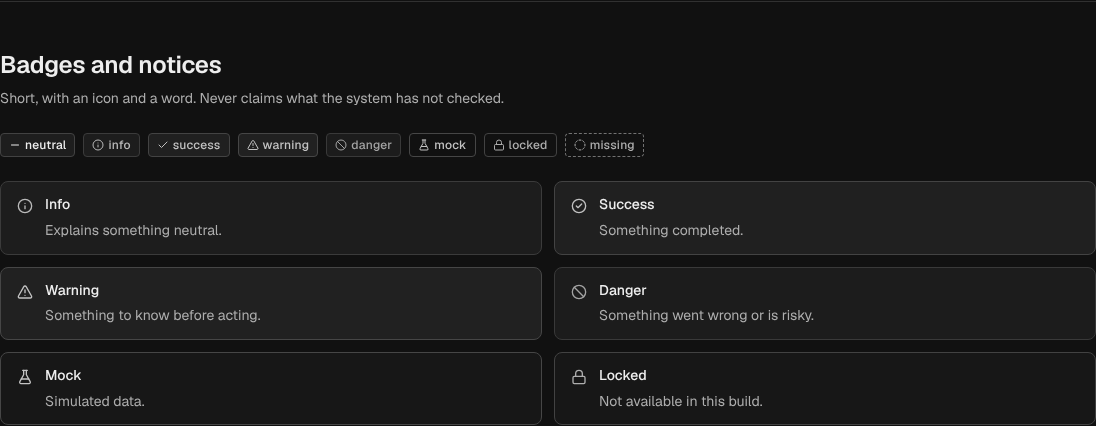 Badges and notices
Short, with an icon and a word. Never claims what the system has not checked.
neutral info success warning danger mock locked missing
Info
Explains something neutral.
Success
Something completed.
Warning
Something to know before acting.
Danger
Something went wrong or is risky.
Mock
Simulated data.
Locked
Not available in this build.